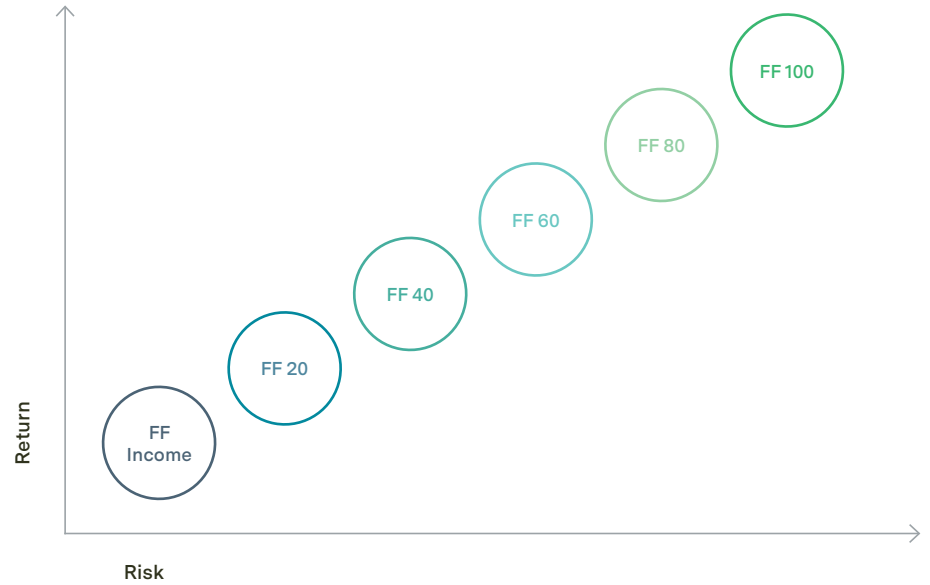 FF 100
FF 80
FF 60
FF 40
FF 20
FF
Income
Return
Risk